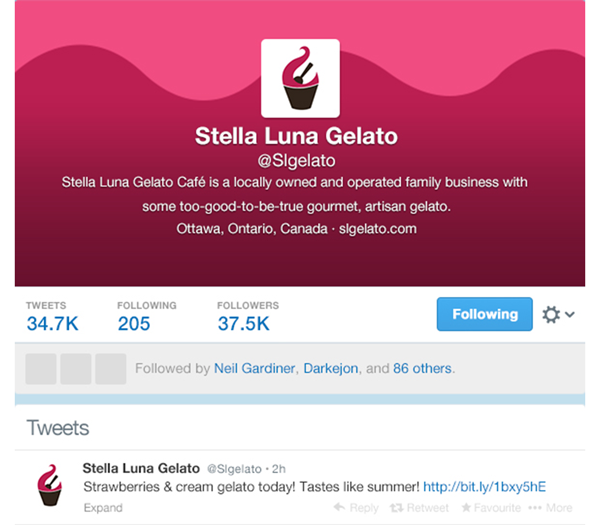 Stella Luna Gelato
@Slgelato
Stella Luna Gelato Café is a locally owned and operated family business with
some too-good-to-be-true gourmet, artisan gelato.
Ottawa, Ontario, Canada · slgelato.com
TWEETS FOLLOWING FOLLOWERS
34.7K 205 37.5K
Following
Followed by Neil Gardiner, Darkejon, and 86 others.
Tweets
Stella Luna Gelato @Slgelato · 2h
Strawberries & cream gelato today! Tastes like summer! http://bit.ly/1bxy5hE
Expand Reply Retweet Favourite More